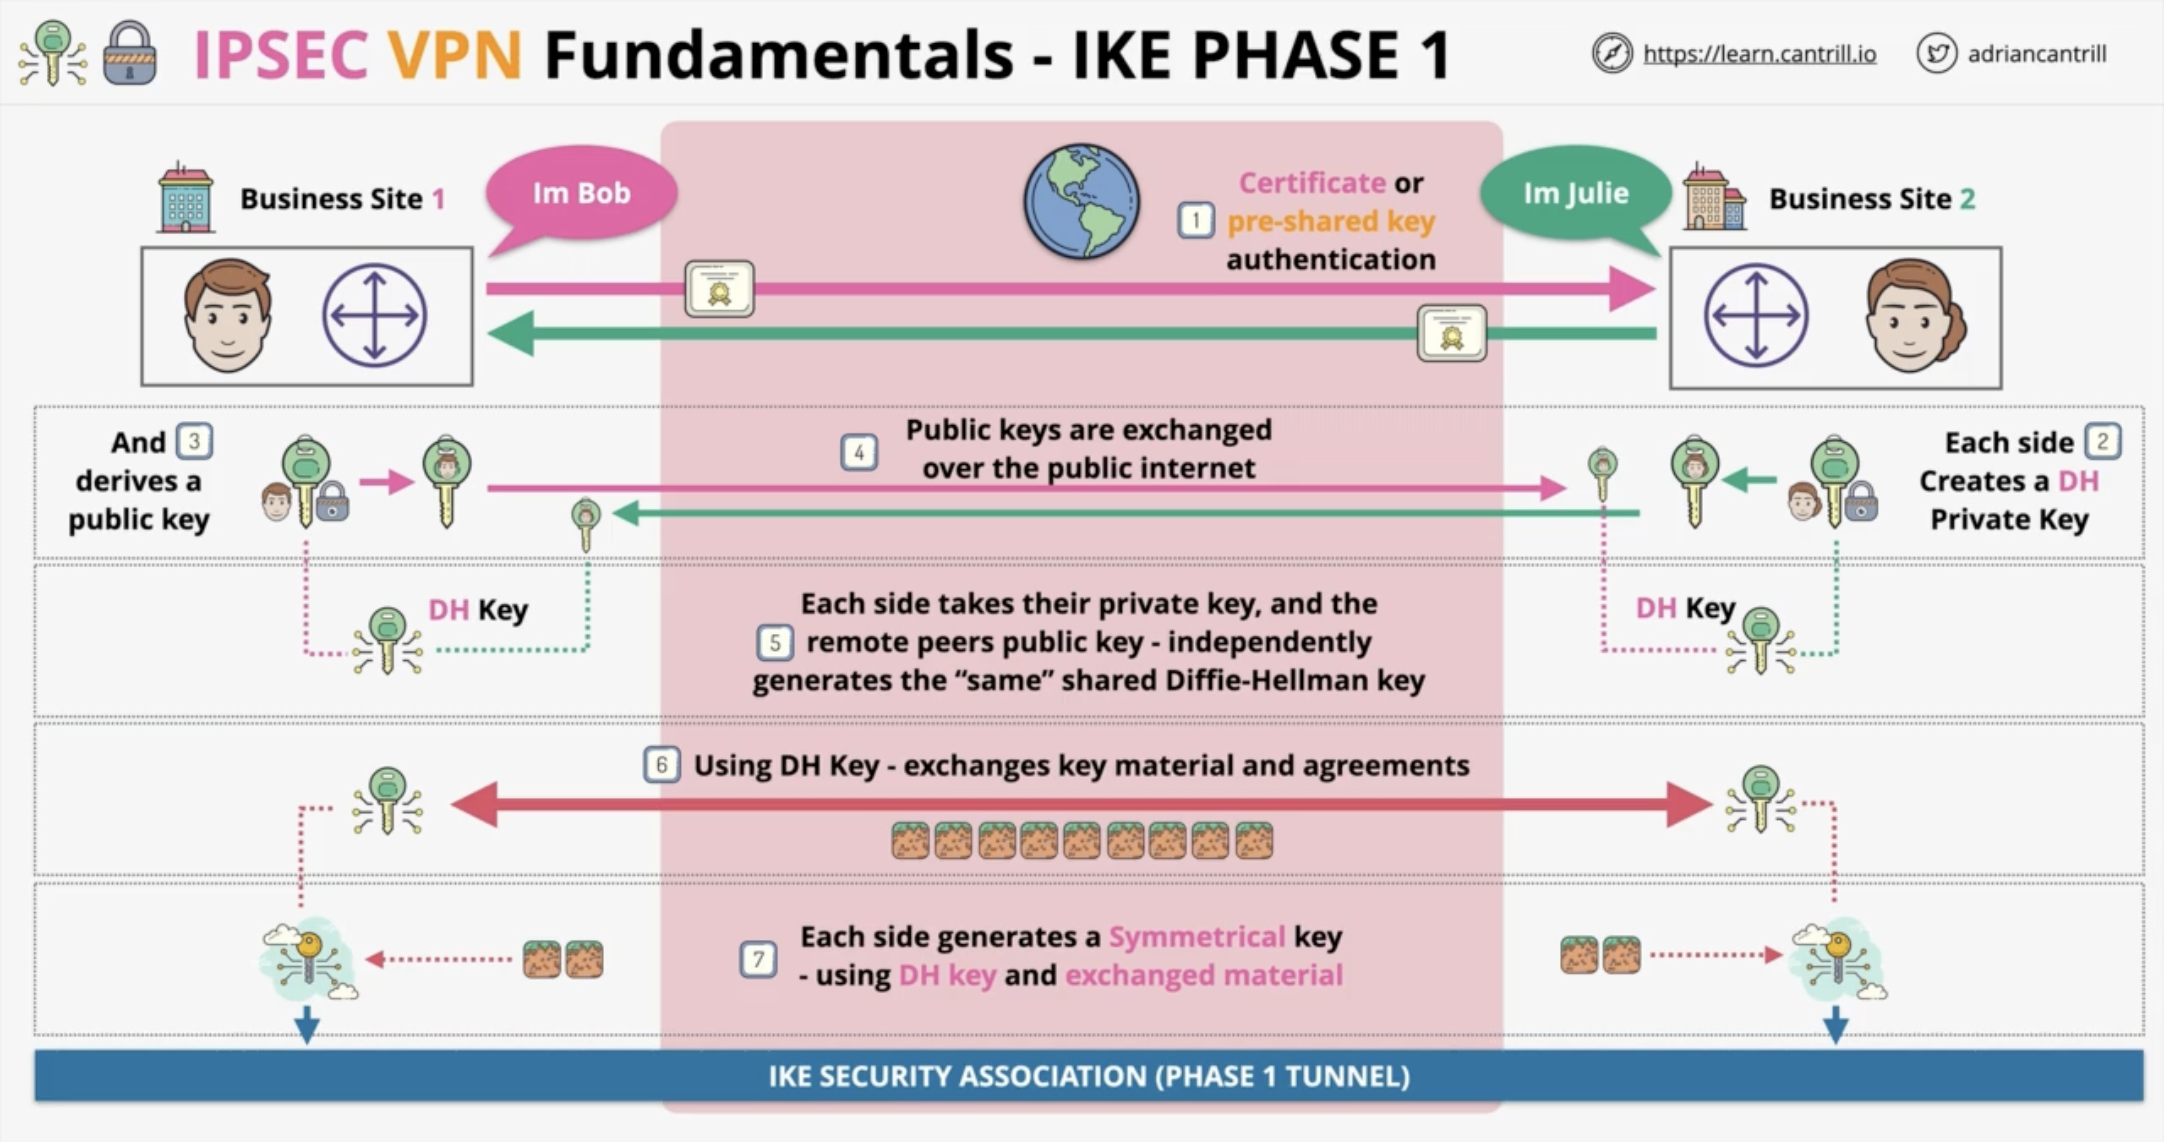 IPSEC VPN Fundamentals - IKE PHASE 1
https://learn.cantrill.io
adriancantrill
Business Site 1
Im Bob
1
Certificate or
pre-shared key
authentication
Im Julie
Business Site 2
And 3
derives a
public key
4
Public keys are exchanged
over the public internet
Each side 2
Creates a DH
Private Key
DH Key
5
Each side takes their private key, and the
remote peers public key - independently
generates the “same” shared Diffie-Hellman key
DH Key
6 Using DH Key - exchanges key material and agreements
7
Each side generates a Symmetrical key
- using DH key and exchanged material
IKE SECURITY ASSOCIATION (PHASE 1 TUNNEL)